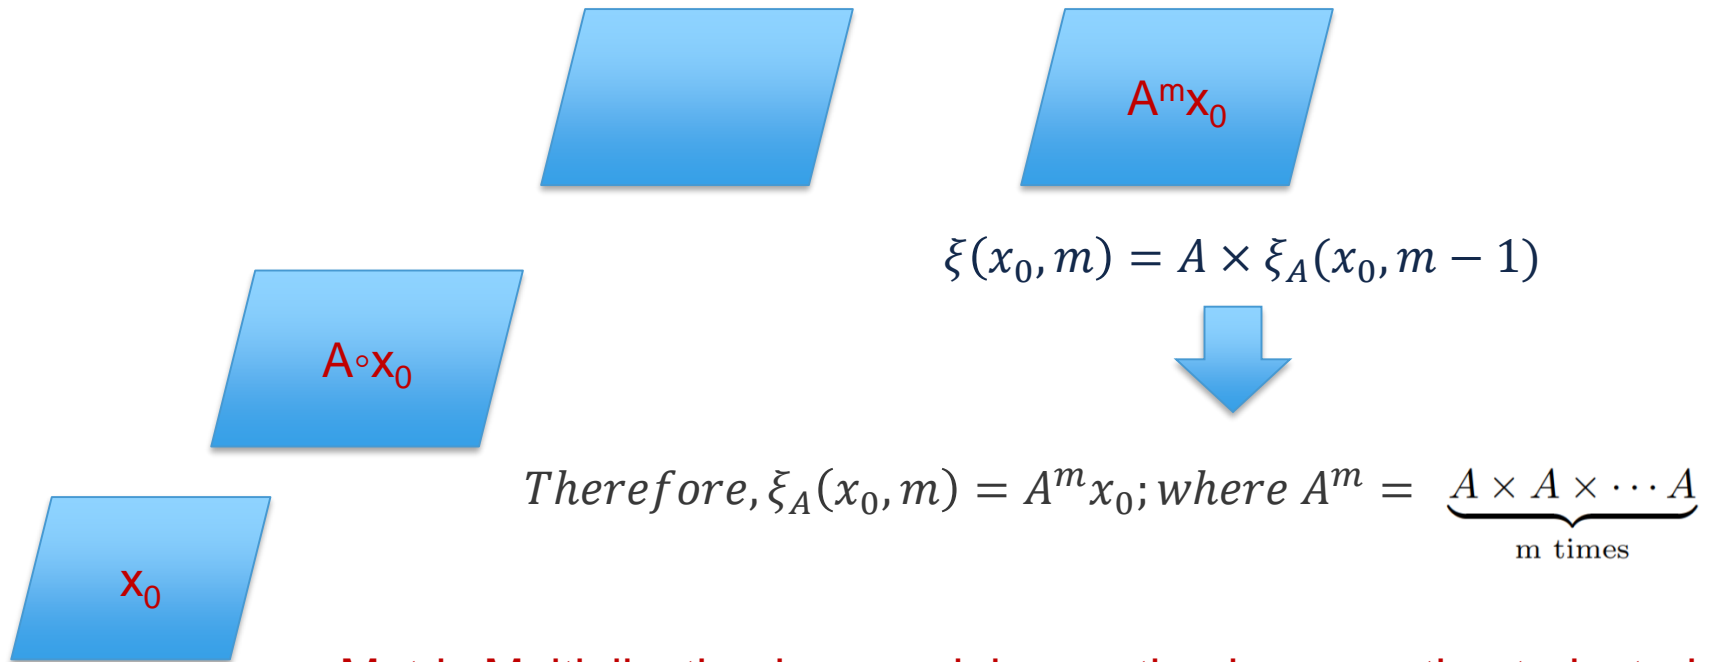 Aᵐx₀
ξ(x₀, m) = A × ξ_A(x₀, m − 1)
A∘x₀
Therefore, ξ_A(x₀, m) = Aᵐx₀; where Aᵐ = A × A × ⋯ A
m times
x₀